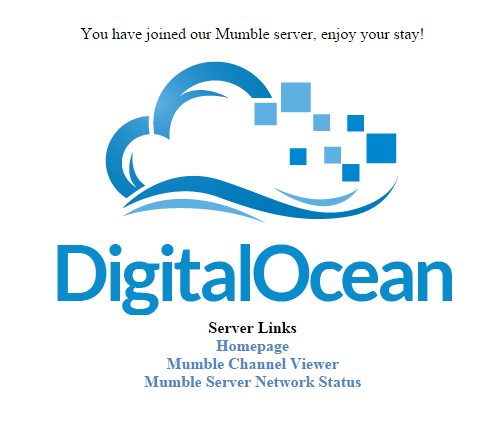 You have joined our Mumble server, enjoy your stay!
DigitalOcean
Server Links
Homepage
Mumble Channel Viewer
Mumble Server Network Status